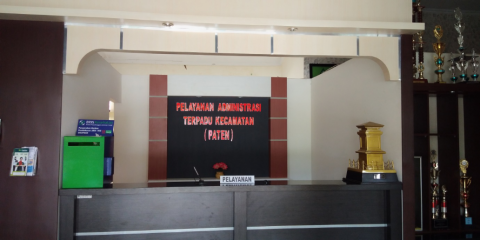 PELAYANAN ADMINISTRASI
TERPADU KECAMATAN
(PATEN)
PELAYANAN